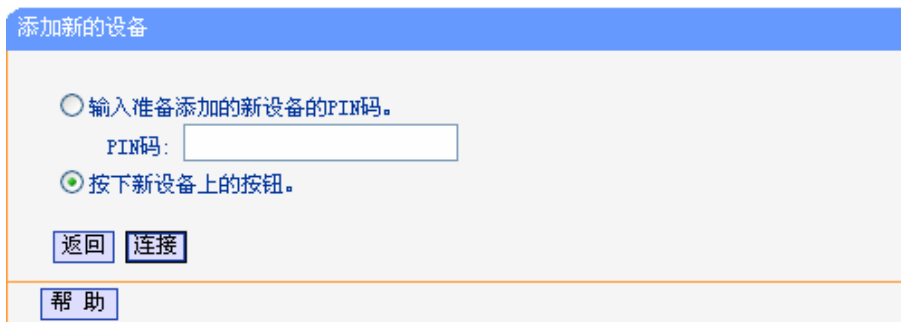 添加新的设备
输入准备添加的新设备的PIN码。
PIN码:
按下新设备上的按钮。
返回 连接
帮 助